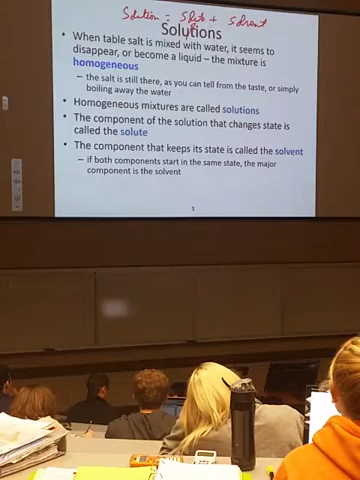 Solution = Solute + Solvent
Solutions
• When table salt is mixed with water, it seems to
disappear, or become a liquid – the mixture is
homogeneous
– the salt is still there, as you can tell from the taste, or simply
boiling away the water
• Homogeneous mixtures are called solutions
• The component of the solution that changes state is
called the solute
• The component that keeps its state is called the solvent
– if both components start in the same state, the major
component is the solvent